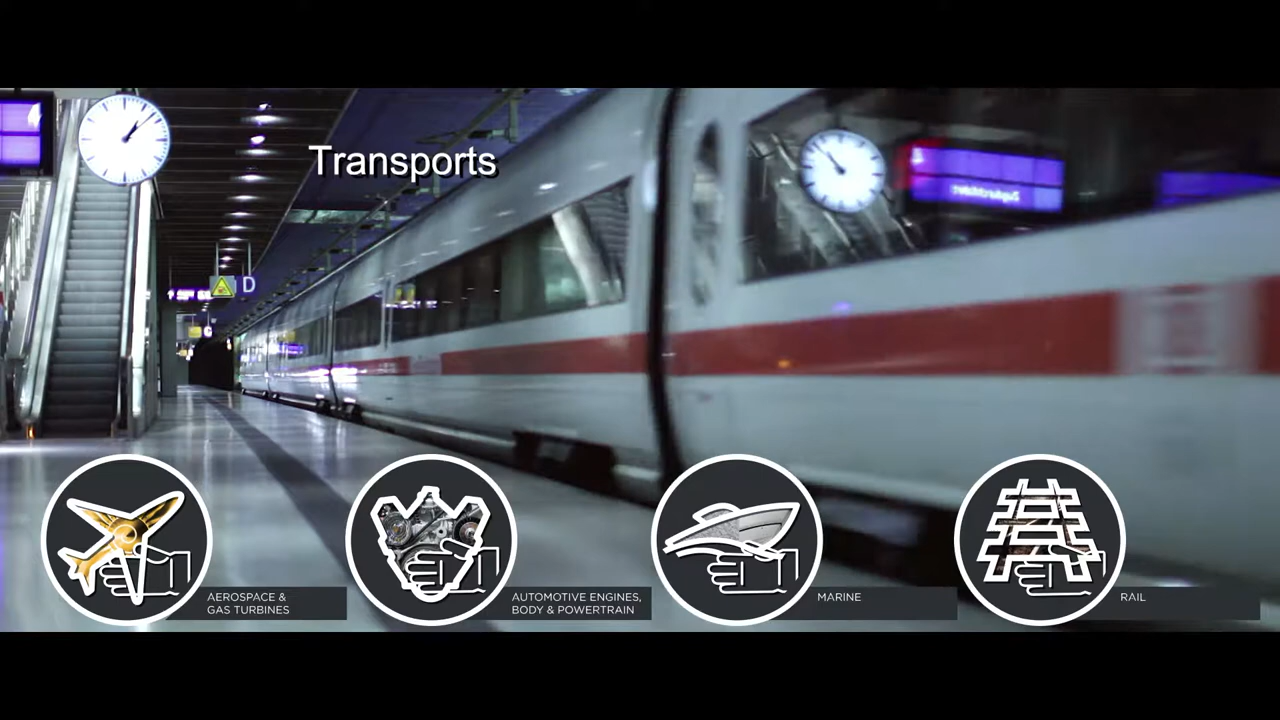 Transports
D
G
AEROSPACE &
GAS TURBINES
AUTOMOTIVE ENGINES,
BODY & POWERTRAIN
MARINE
RAIL